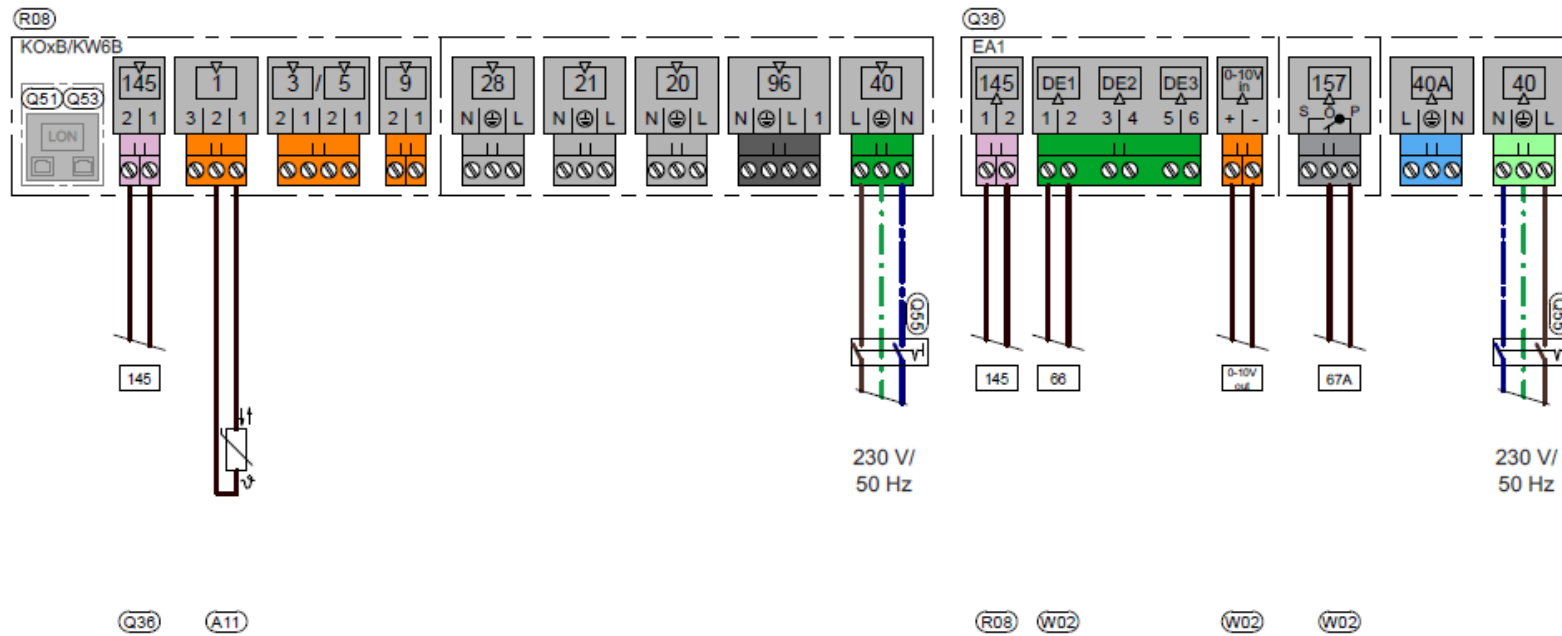 R08
Q36
KOxB/KW6B
EA1
145 1 3 / 5 9 28 21 20 96 40
145 DE1 DE2 DE3 0-10V in 157 40A 40
Q51 Q53
LON
2 1 3 2 1 2 1 2 1 2 1 N L N L N L N L 1 L N
1 2 1 2 3 4 5 6 + - S Ö P L N N L
Q55
Q55
145
145
66
0-10V
out
67A
230 V/
50 Hz
230 V/
50 Hz
Q36
A11
R08
W02
W02
W02